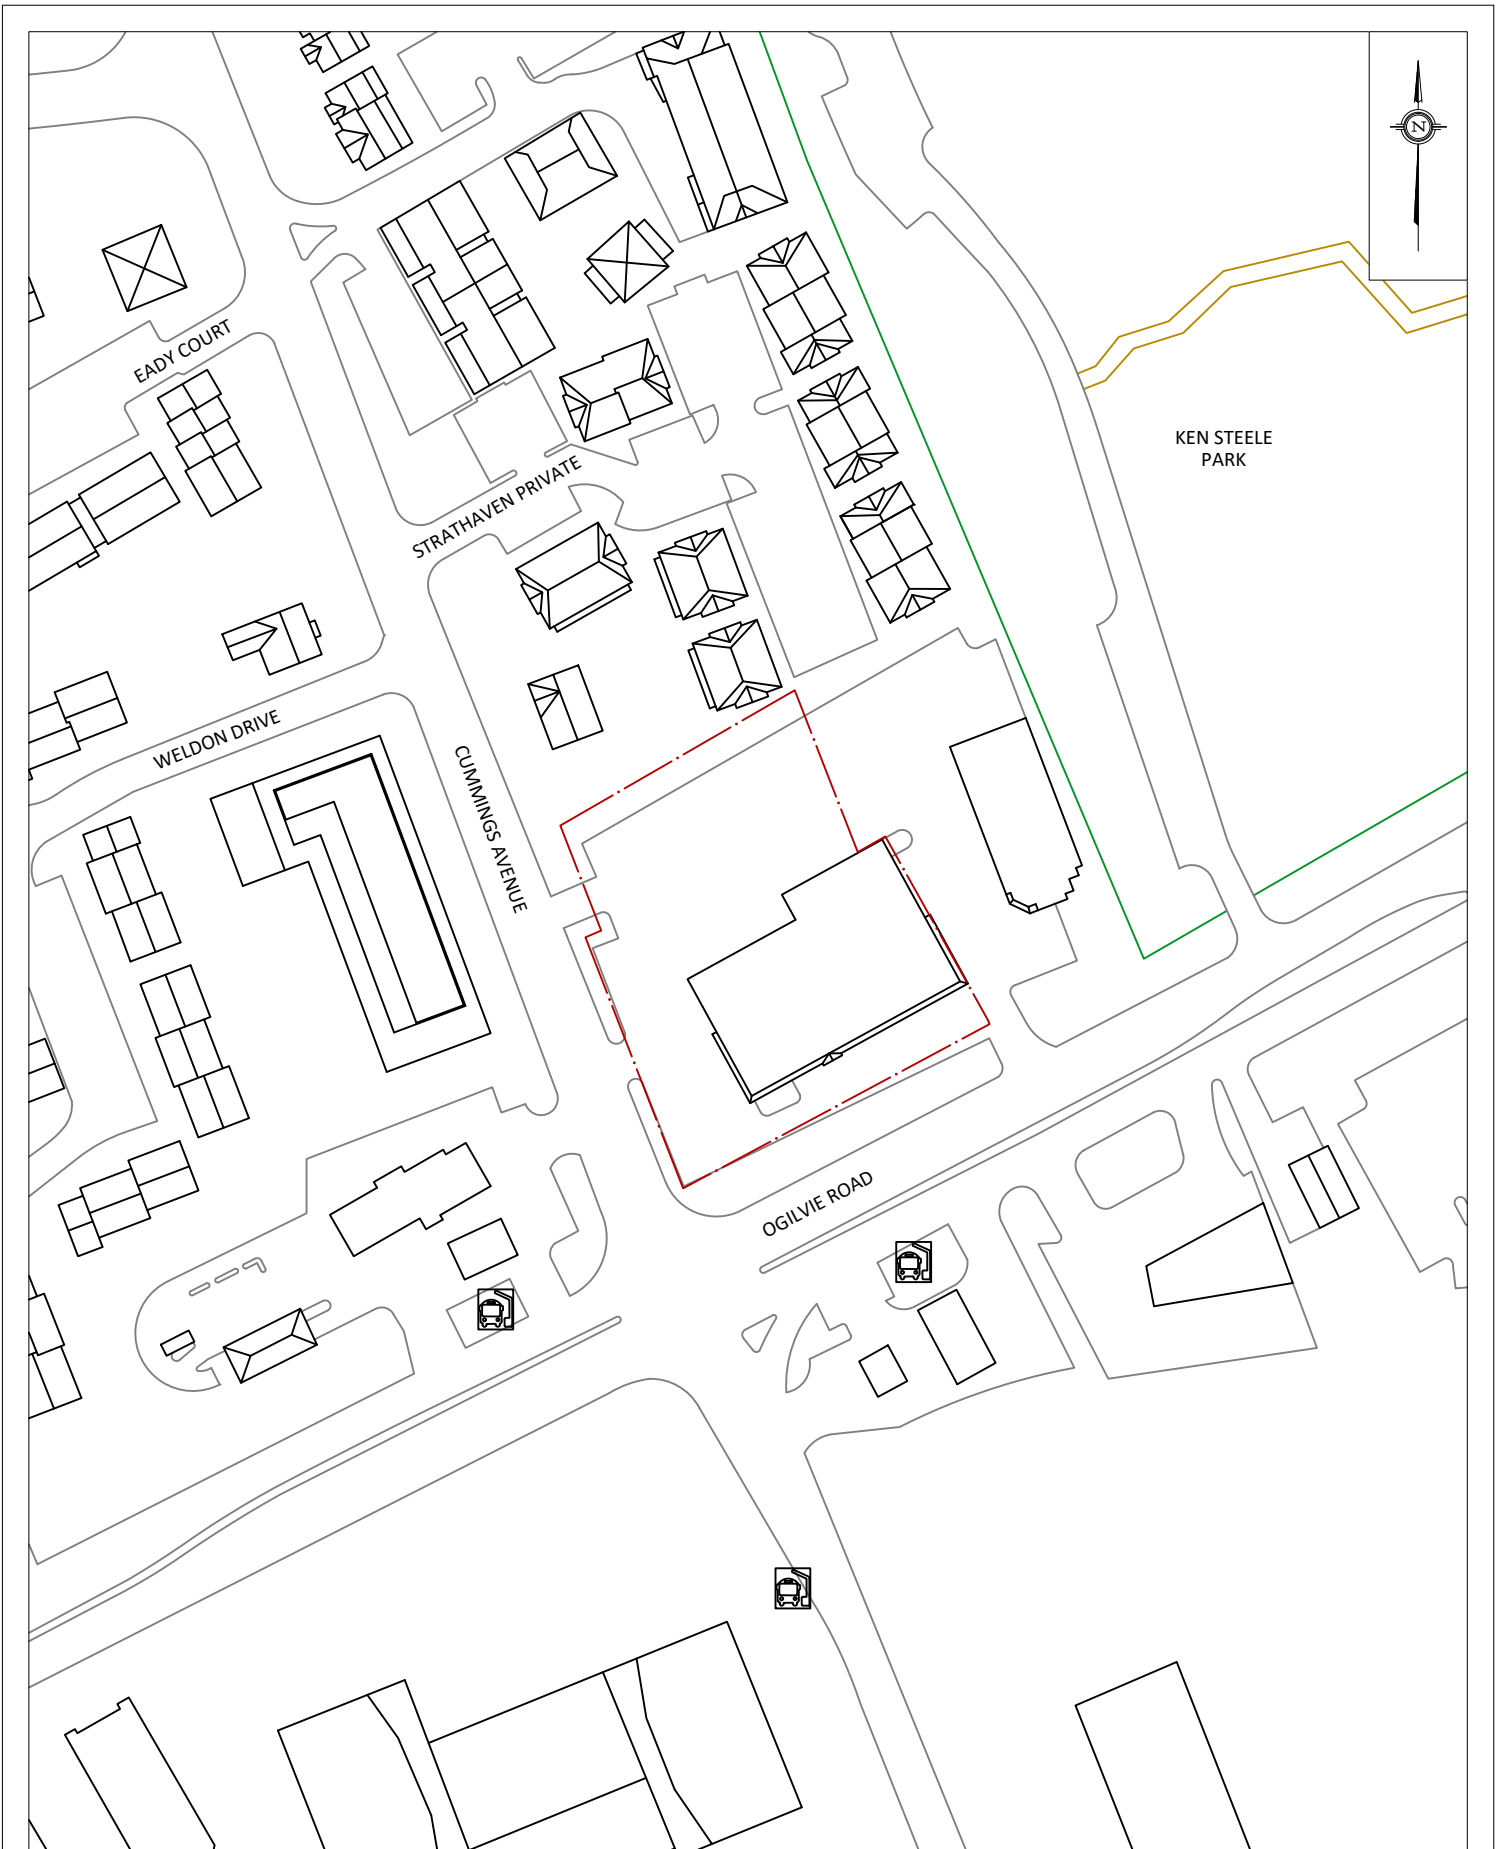 N
EADY COURT
KEN STEELE
PARK
STRATHAVEN PRIVATE
WELDON DRIVE
CUMMINGS AVENUE
OGILVIE ROAD